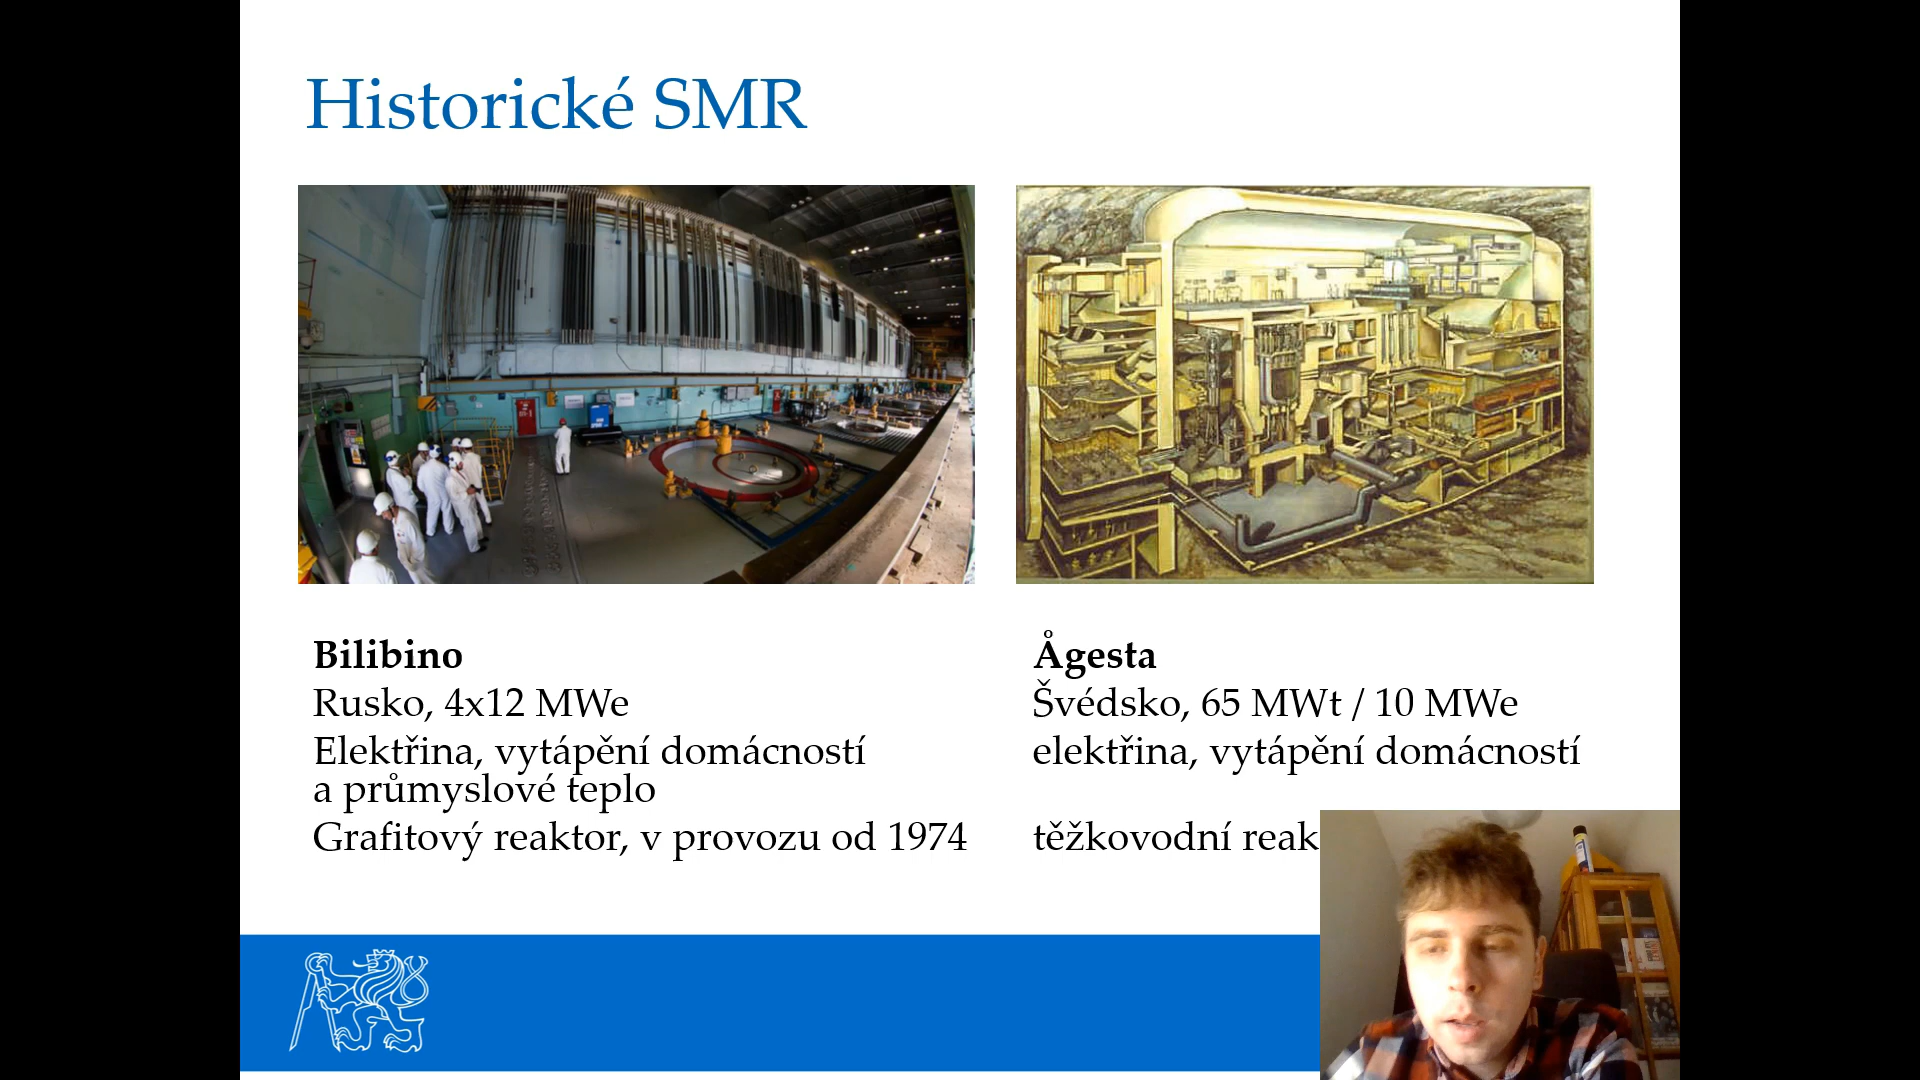 Historické SMR
Bilibino
Rusko, 4x12 MWe
Elektřina, vytápění domácností
a průmyslové teplo
Grafitový reaktor, v provozu od 1974
Ågesta
Švédsko, 65 MWt / 10 MWe
elektřina, vytápění domácností
těžkovodní